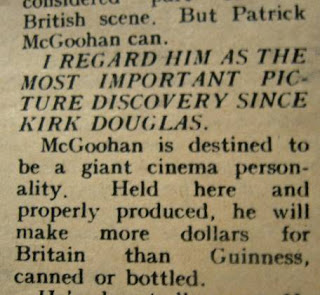 British scene. But Patrick
McGoohan can.
I REGARD HIM AS THE
MOST IMPORTANT PIC-
TURE DISCOVERY SINCE
KIRK DOUGLAS.
McGoohan is destined to
be a giant cinema person-
ality. Held here and
properly produced, he will
make more dollars for
Britain than Guinness,
canned or bottled.